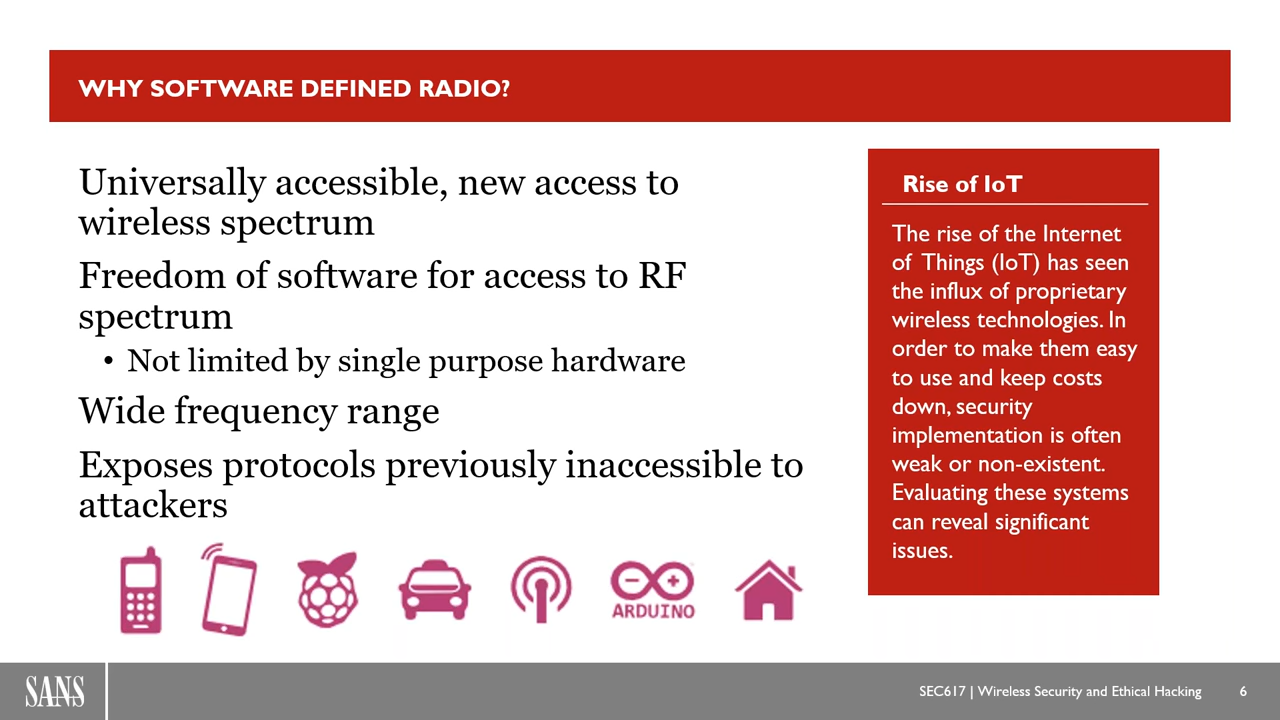 WHY SOFTWARE DEFINED RADIO?
Universally accessible, new access to
wireless spectrum
Freedom of software for access to RF
spectrum
• Not limited by single purpose hardware
Wide frequency range
Exposes protocols previously inaccessible to
attackers
ARDUINO
Rise of IoT
The rise of the Internet
of Things (IoT) has seen
the influx of proprietary
wireless technologies. In
order to make them easy
to use and keep costs
down, security
implementation is often
weak or non-existent.
Evaluating these systems
can reveal significant
issues.
SANS
SEC617 | Wireless Security and Ethical Hacking
6